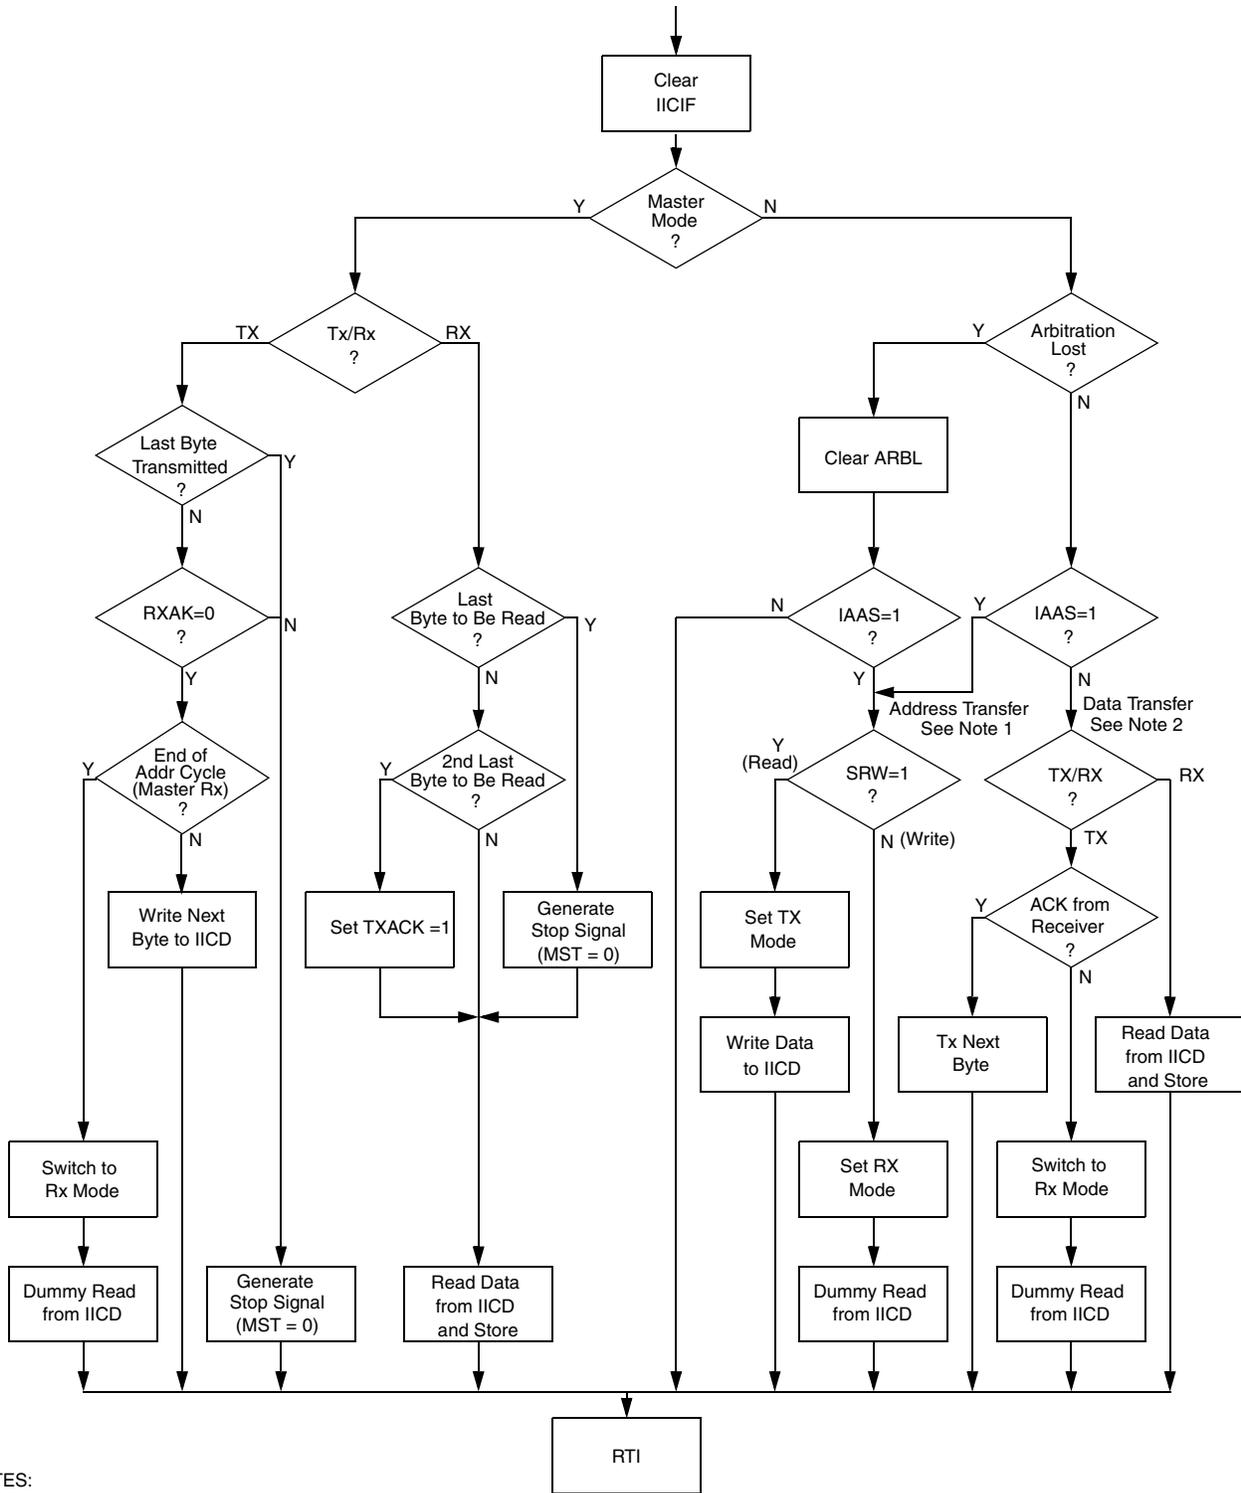 Clear
IICIF
Master
Mode
?
Y
N
Tx/Rx
?
TX
RX
Arbitration
Lost
?
Y
N
Last Byte
Transmitted
?
Y
N
Clear ARBL
RXAK=0
?
N
Y
Last
Byte to Be Read
?
Y
N
IAAS=1
?
N
Y
IAAS=1
?
Y
N
Address Transfer
See Note 1
Data Transfer
See Note 2
End of
Addr Cycle
(Master Rx)
?
Y
N
2nd Last
Byte to Be Read
?
Y
N
Y
(Read)
SRW=1
?
N (Write)
TX/RX
?
RX
TX
Write Next
Byte to IICD
Set TXACK =1
Generate
Stop Signal
(MST = 0)
Set TX
Mode
ACK from
Receiver
?
Y
N
Write Data
to IICD
Tx Next
Byte
Read Data
from IICD
and Store
Switch to
Rx Mode
Set RX
Mode
Switch to
Rx Mode
Dummy Read
from IICD
Generate
Stop Signal
(MST = 0)
Read Data
from IICD
and Store
Dummy Read
from IICD
Dummy Read
from IICD
RTI
TES: